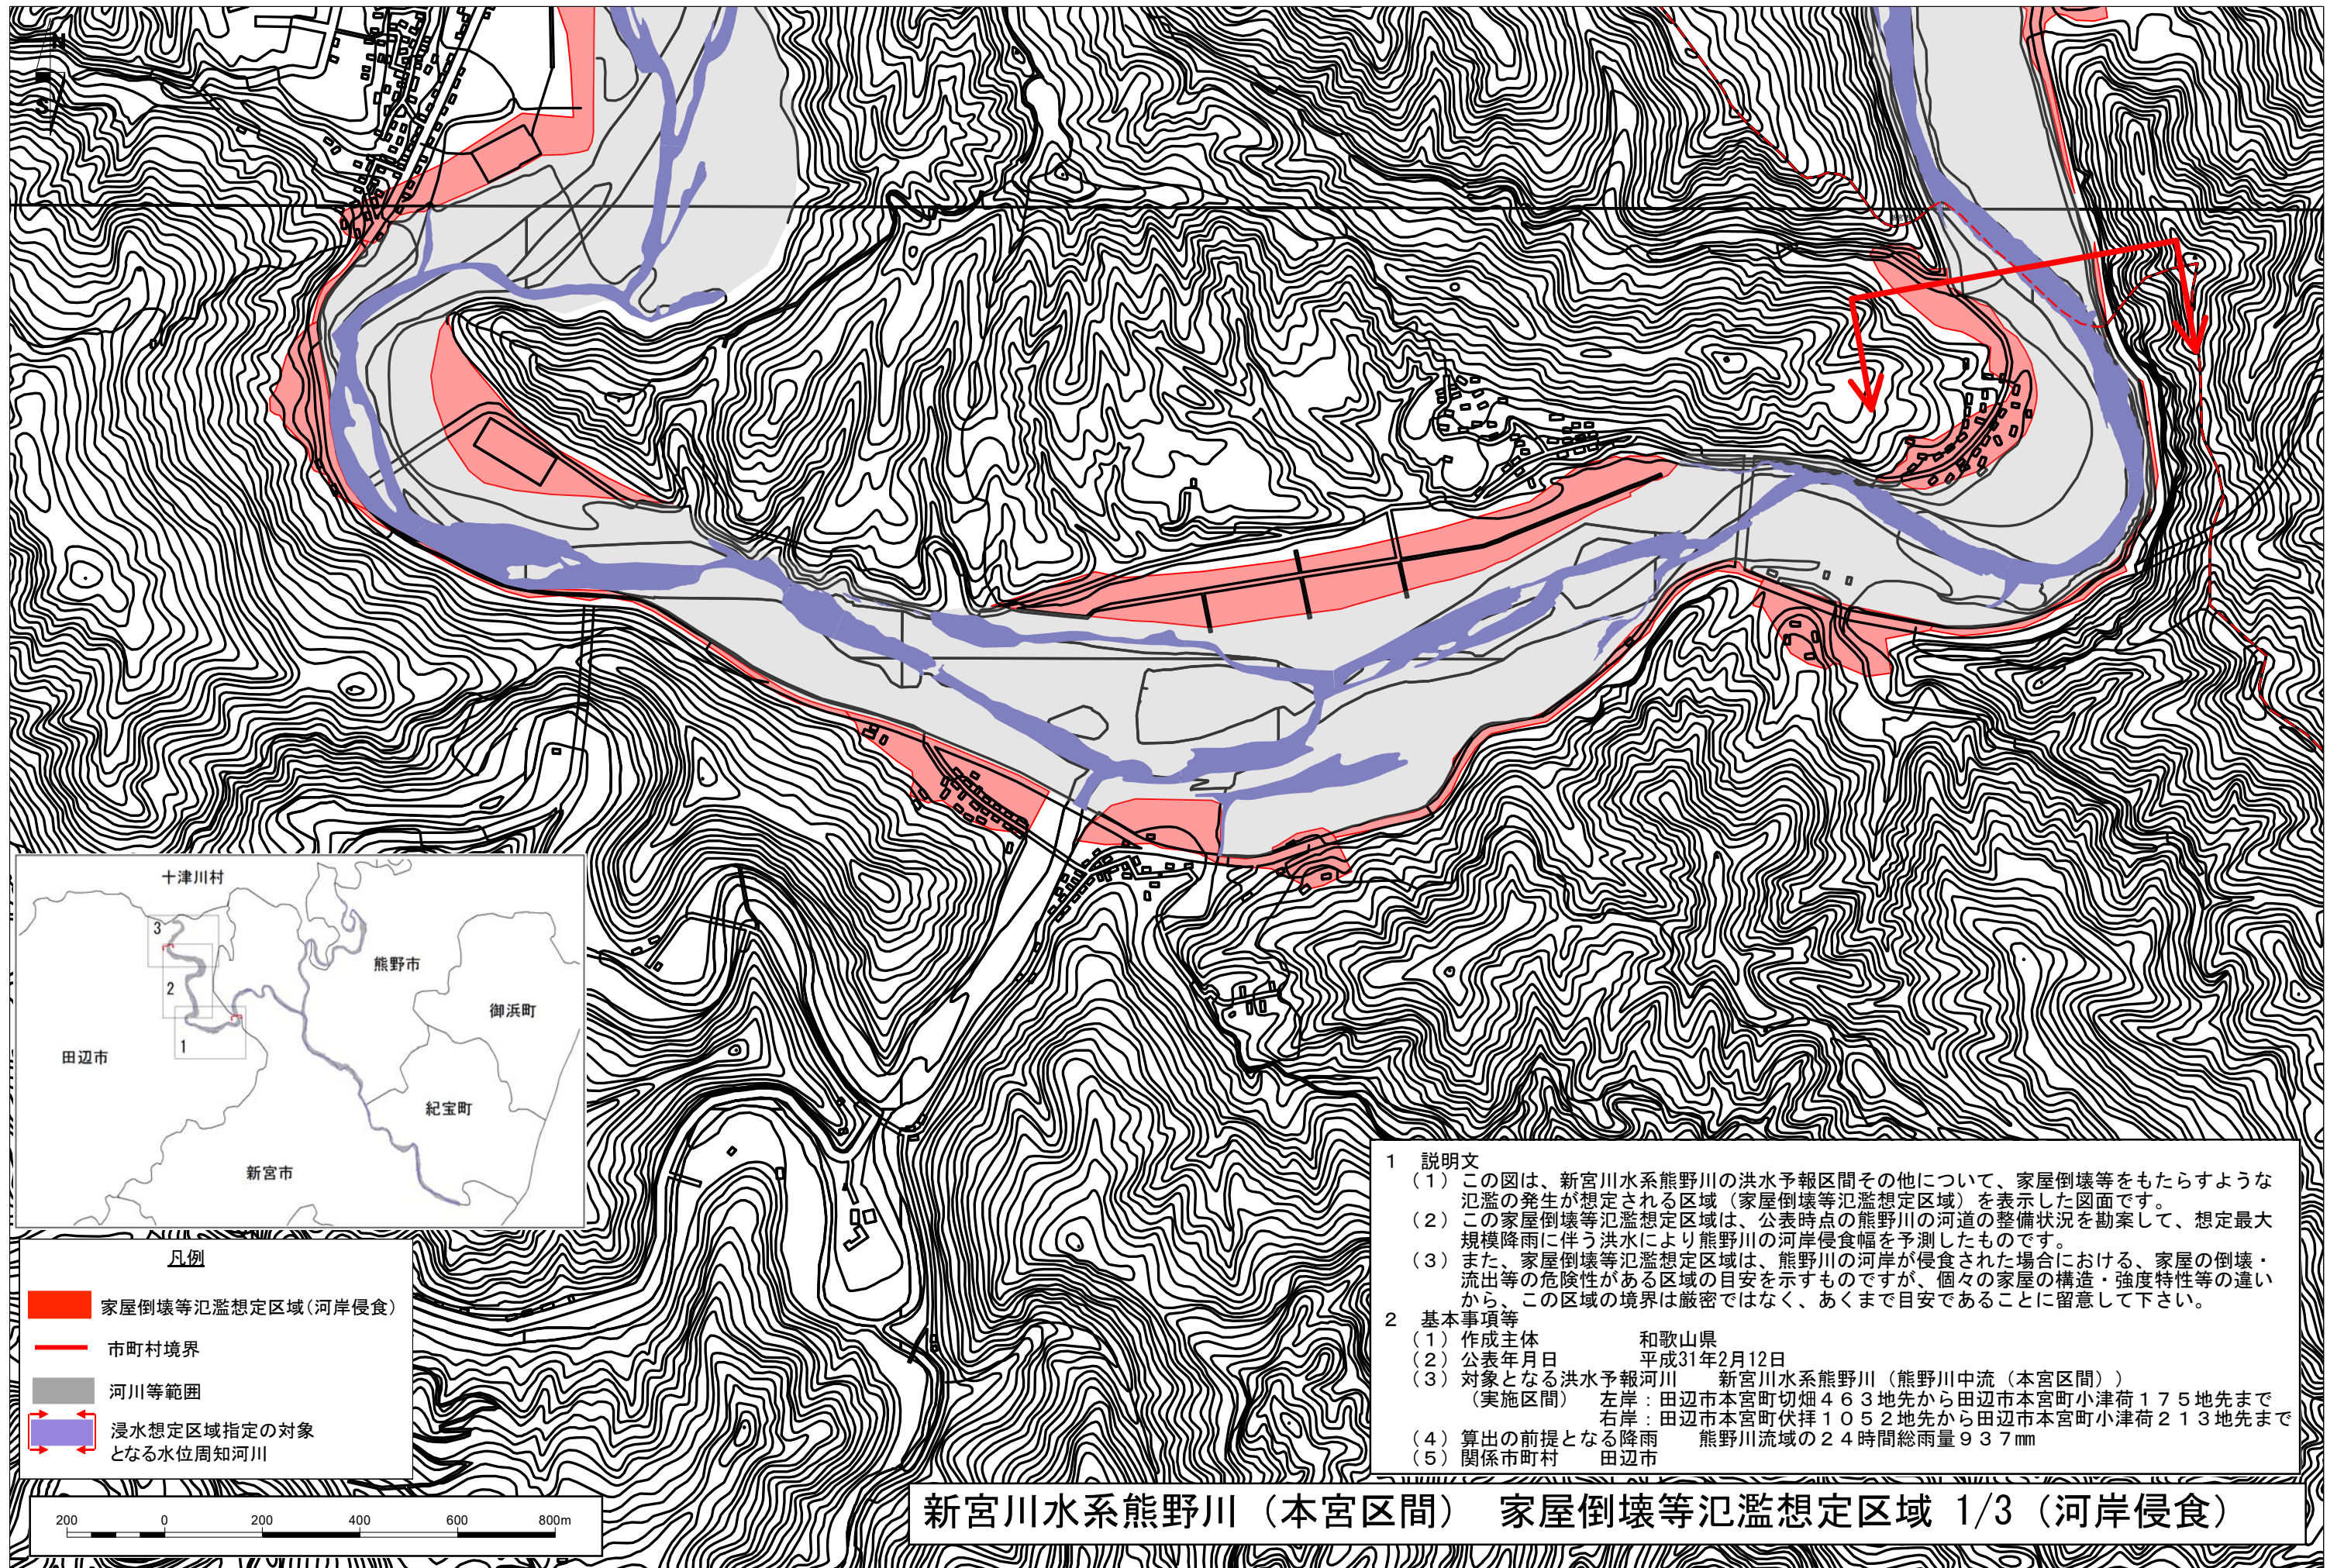 N
S
十津川村
3
熊野市
2
御浜町
1
田辺市
紀宝町
新宮市
凡例
家屋倒壊等氾濫想定区域(河岸侵食)
市町村境界
河川等範囲
浸水想定区域指定の対象
となる水位周知河川
200 0 200 400 600 800m
1 説明文
（1）この図は、新宮川水系熊野川の洪水予報区間その他について、家屋倒壊等をもたらすような
氾濫の発生が想定される区域（家屋倒壊等氾濫想定区域）を表示した図面です。
（2）この家屋倒壊等氾濫想定区域は、公表時点の熊野川の河道の整備状況を勘案して、想定最大
規模降雨に伴う洪水により熊野川の河岸侵食幅を予測したものです。
（3）また、家屋倒壊等氾濫想定区域は、熊野川の河岸が侵食された場合における、家屋の倒壊・
流出等の危険性がある区域の目安を示すものですが、個々の家屋の構造・強度特性等の違い
から、この区域の境界は厳密ではなく、あくまで目安であることに留意して下さい。
2 基本事項等
（1）作成主体 和歌山県
（2）公表年月日 平成31年2月12日
（3）対象となる洪水予報河川 新宮川水系熊野川（熊野川中流（本宮区間））
（実施区間） 左岸：田辺市本宮町切畑４６３地先から田辺市本宮町小津荷１７５地先まで
右岸：田辺市本宮町伏拝１０５２地先から田辺市本宮町小津荷２１３地先まで
（4）算出の前提となる降雨 熊野川流域の２４時間総雨量９３７㎜
（5）関係市町村 田辺市
新宮川水系熊野川（本宮区間） 家屋倒壊等氾濫想定区域 1/3（河岸侵食）